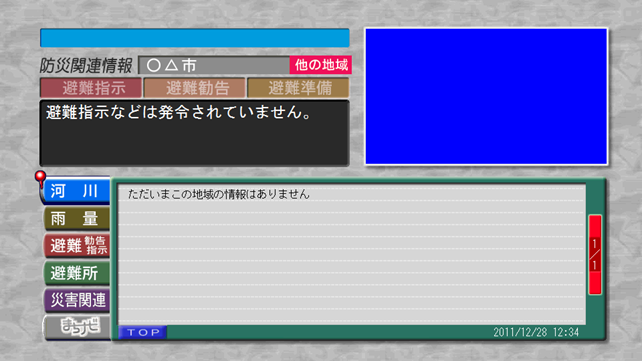 防災関連情報 ○△市 他の地域
避難指示 避難勧告 避難準備
避難指示などは発令されていません。
河 川
雨 量
避難 勧告 指示
避難所
災害関連
まちナビ
ただいまこの地域の情報はありません
1/1
TOP
2011/12/28 12:34